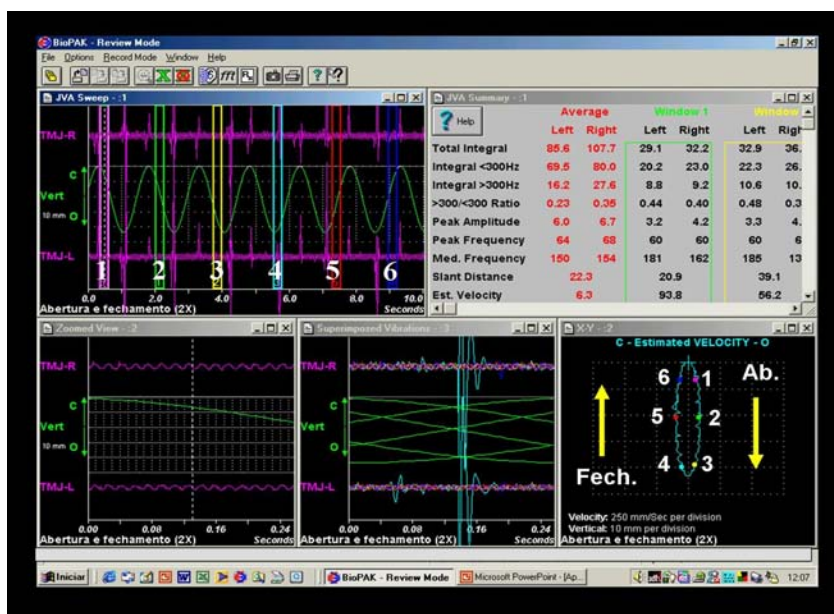 BioPAK - Review Mode
File Options Record Mode Window Help
JVA Sweep - :1
TMJ-R
C
Vert
10 mm O
TMJ-L
1 2 3 4 5 6
0.0 2.0 4.0 6.0 8.0 10.0
Abertura e fechamento (2X) Seconds
JVA Summary - :1
Help
Average Window 1 Window
Left Right Left Right Left Righ
Total Integral 85.6 107.7 29.1 32.2 32.9 36.
Integral <300Hz 69.5 80.0 20.2 23.0 22.3 26.
Integral >300Hz 16.2 27.6 8.8 9.2 10.6 10.
>300/<300 Ratio 0.23 0.35 0.44 0.40 0.48 0.3
Peak Amplitude 6.0 6.7 3.2 4.2 3.3 4.
Peak Frequency 64 68 60 60 60 6
Med. Frequency 150 154 181 162 185 13
Slant Distance 22.3 20.9 39.1
Est. Velocity 6.3 93.8 56.2
Zoomed View - :2
TMJ-R
C
Vert
10 mm O
TMJ-L
0.00 0.08 0.16 0.24
Abertura e fechamento (2X) Seconds
Superimposed Vibrations - :3
TMJ-R
C
Vert
O
TMJ-L
0.00 0.08 0.16 0.24
Abertura e fechamento (2X) Seconds
X-Y - :2
C - Estimated VELOCITY - O
6 1 Ab.
5 2
4 3
Fech.
Velocity: 250 mm/Sec per division
Vertical: 10 mm per division
Abertura e fechamento (2X)
Iniciar BioPAK - Review Mode Microsoft PowerPoint - [Ap... 12:07